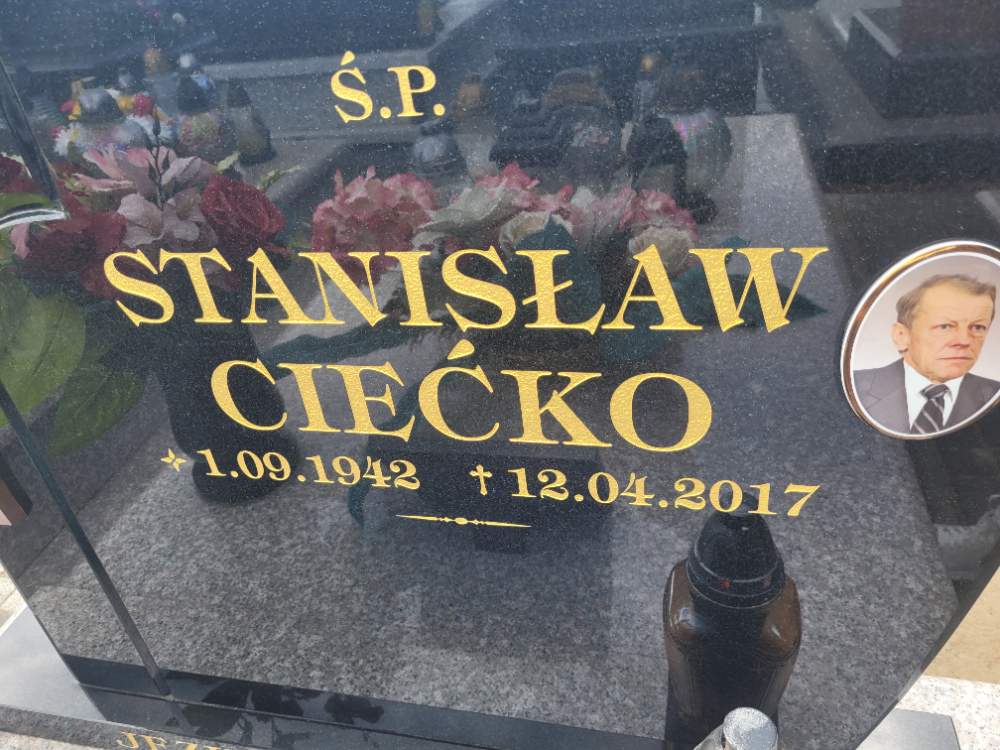 Ś.P.
STANISŁAW
CIEĆKO
* 1.09.1942 † 12.04.2017